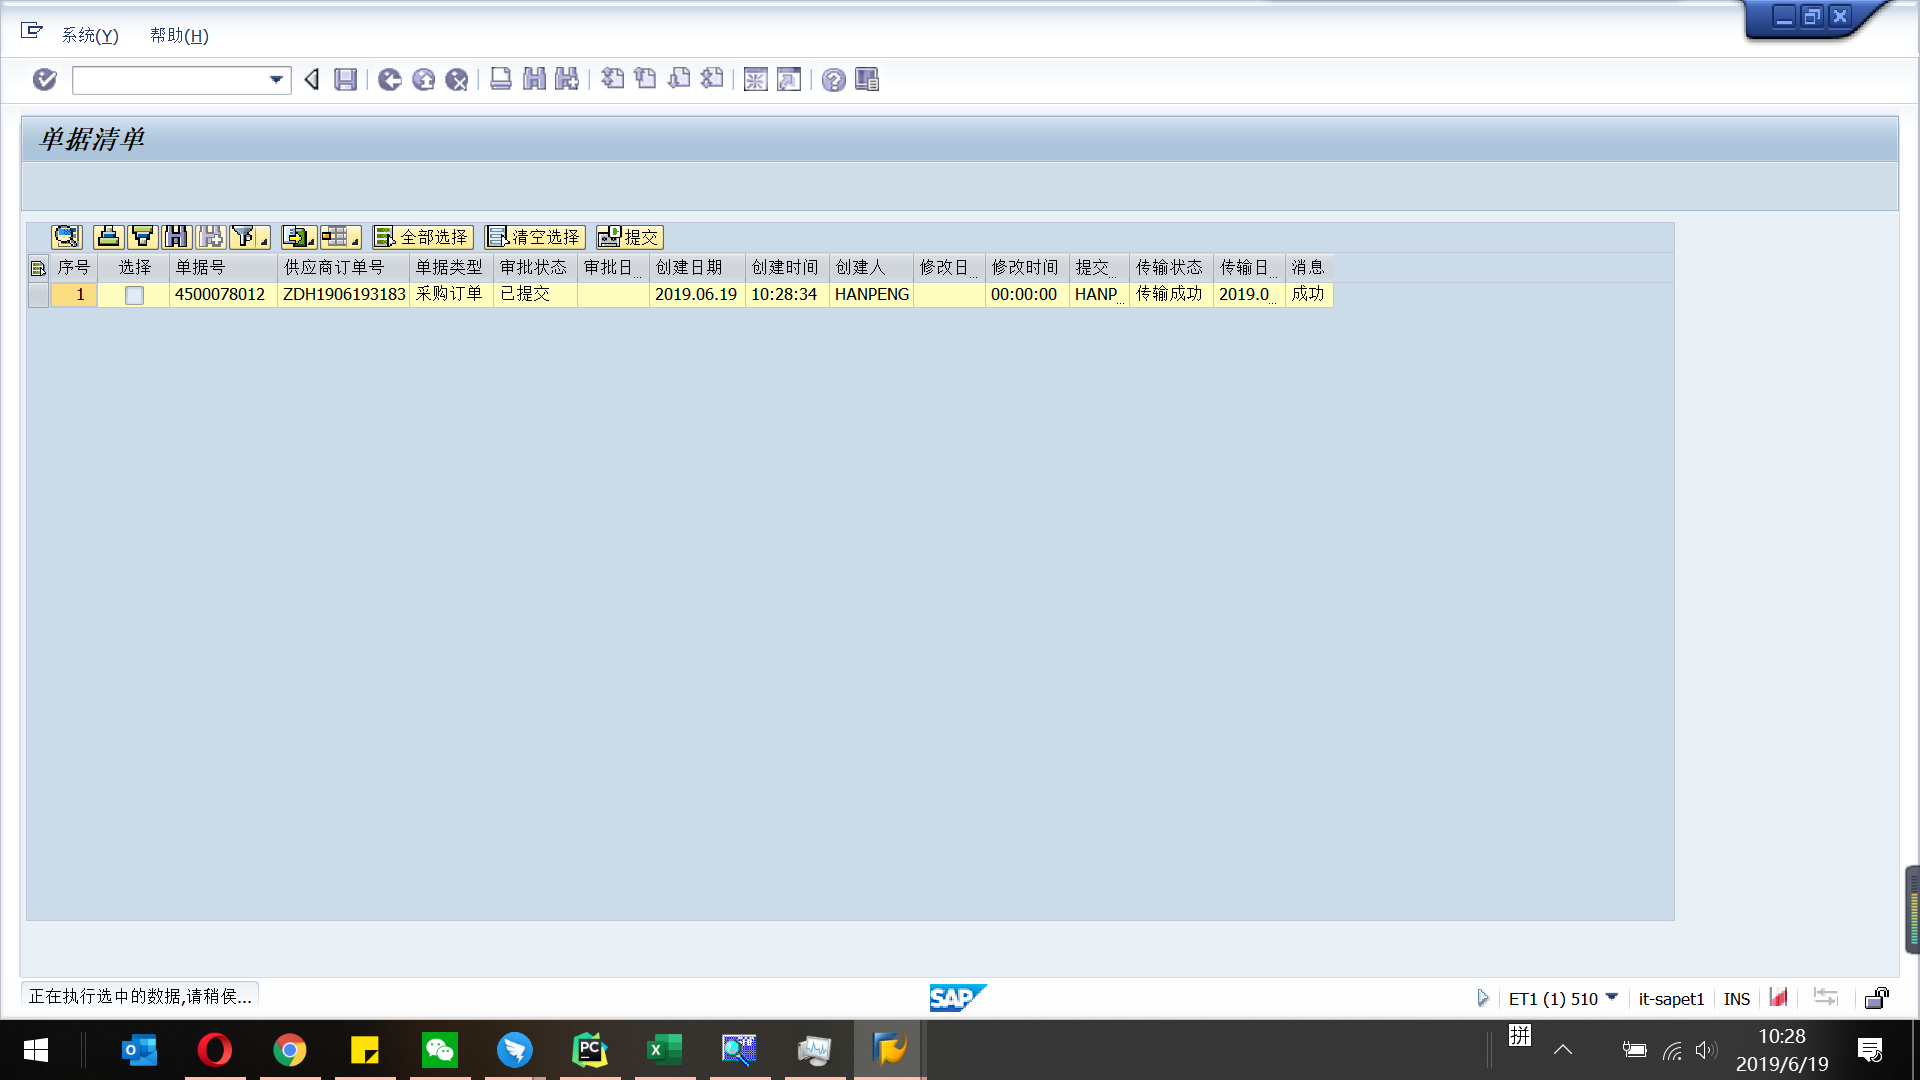 系统(Y) 帮助(H)
单据清单
全部选择 清空选择 提交
序号 选择 单据号 供应商订单号 单据类型 审批状态 审批日... 创建日期 创建时间 创建人 修改日... 修改时间 提交... 传输状态 传输日... 消息
1 4500078012 ZDH1906193183 采购订单 已提交 2019.06.19 10:28:34 HANPENG 00:00:00 HANP... 传输成功 2019.0... 成功
正在执行选中的数据,请稍侯...
SAP
ET1 (1) 510 it-sapet1 INS
拼
10:28
2019/6/19